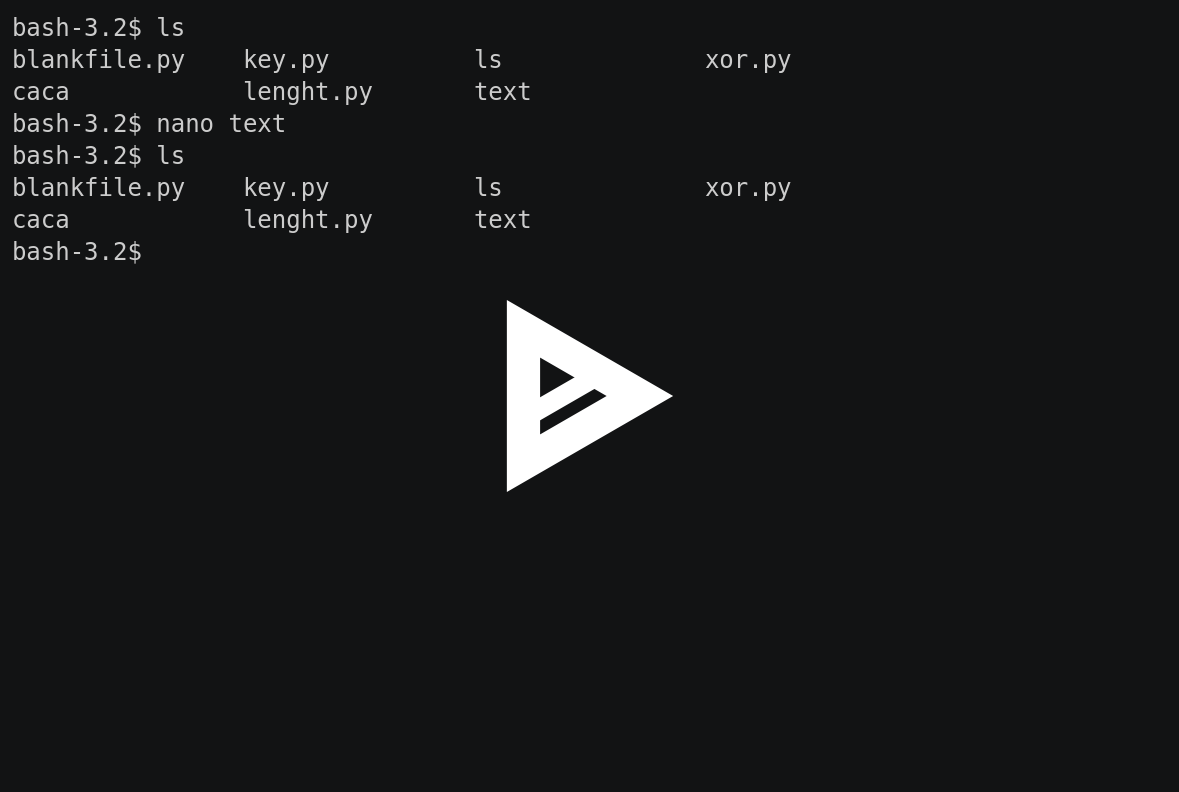 bash-3.2$ ls
blankfile.py    key.py          ls              xor.py
caca            lenght.py       text
bash-3.2$ nano text
bash-3.2$ ls
blankfile.py    key.py          ls              xor.py
caca            lenght.py       text
bash-3.2$